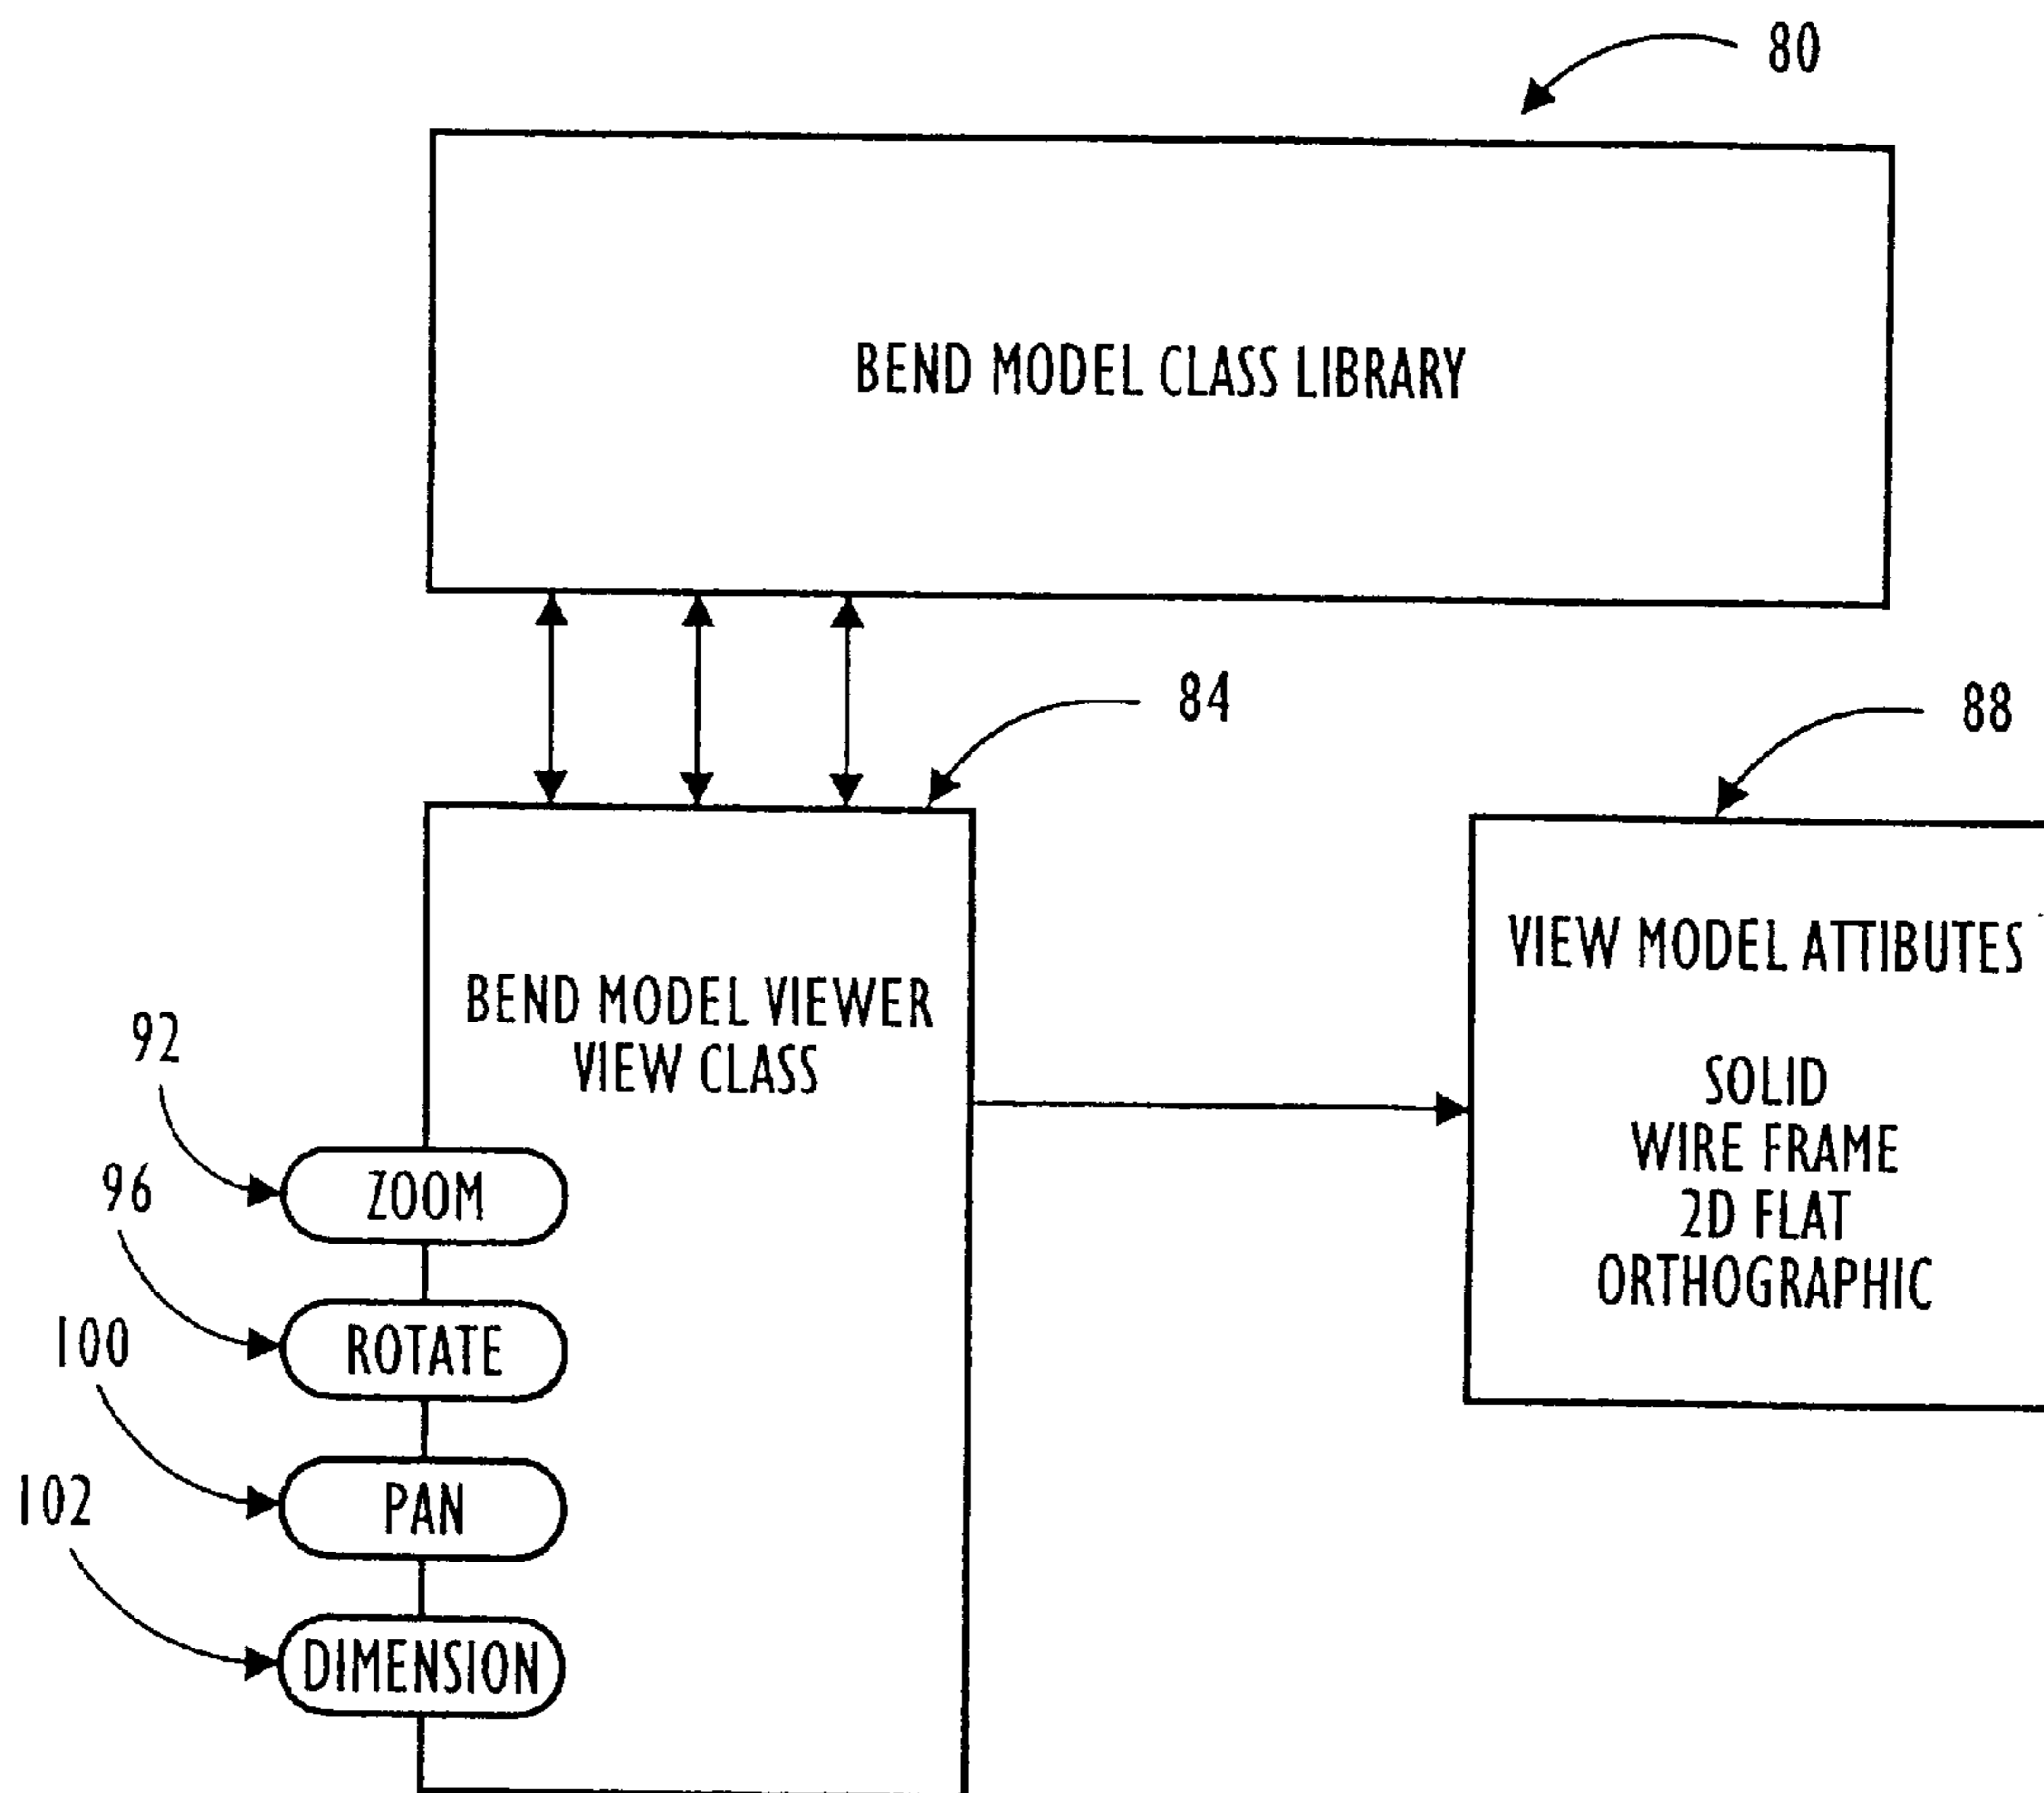 80
BEND MODEL CLASS LIBRARY
84
88
BEND MODEL VIEWER
VIEW CLASS
VIEW MODEL ATTIBUTES
SOLID
WIRE FRAME
2D FLAT
ORTHOGRAPHIC
92
ZOOM
96
ROTATE
100
PAN
102
DIMENSION